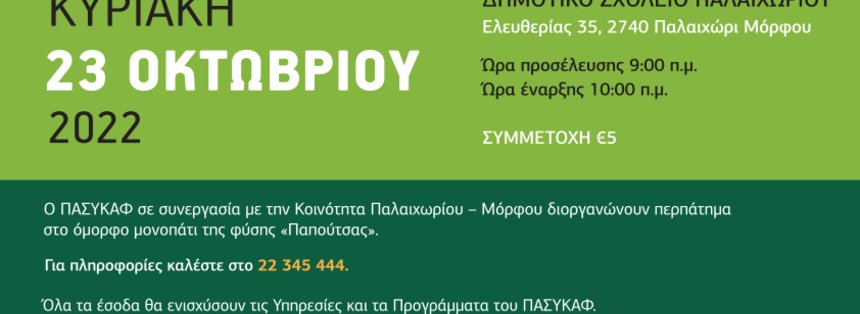 ΚΥΡΙΑΚΗ
23 ΟΚΤΩΒΡΙΟΥ
2022
ΔΗΜΟΤΙΚΟ ΣΧΟΛΕΙΟ ΠΑΛΑΙΧΩΡΙΟΥ
Ελευθερίας 35, 2740 Παλαιχώρι Μόρφου
Ώρα προσέλευσης 9:00 π.μ.
Ώρα έναρξης 10:00 π.μ.
ΣΥΜΜΕΤΟΧΗ €5
Ο ΠΑΣΥΚΑΦ σε συνεργασία με την Κοινότητα Παλαιχωρίου – Μόρφου διοργανώνουν περπάτημα
στο όμορφο μονοπάτι της φύσης «Παπούτσας».
Για πληροφορίες καλέστε στο 22 345 444.
Όλα τα έσοδα θα ενισχύσουν τις Υπηρεσίες και τα Προγράμματα του ΠΑΣΥΚΑΦ.